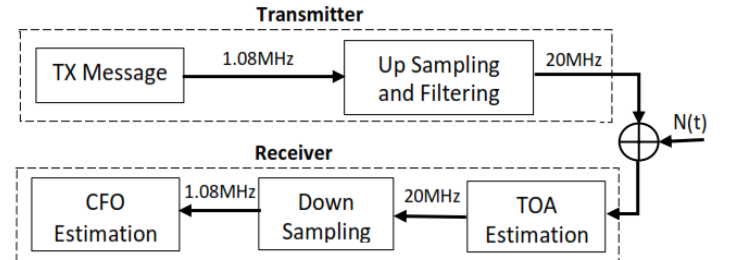 Transmitter
TX Message
1.08MHz
Up Sampling
and Filtering
20MHz
N(t)
Receiver
CFO
Estimation
1.08MHz
Down
Sampling
20MHz
TOA
Estimation